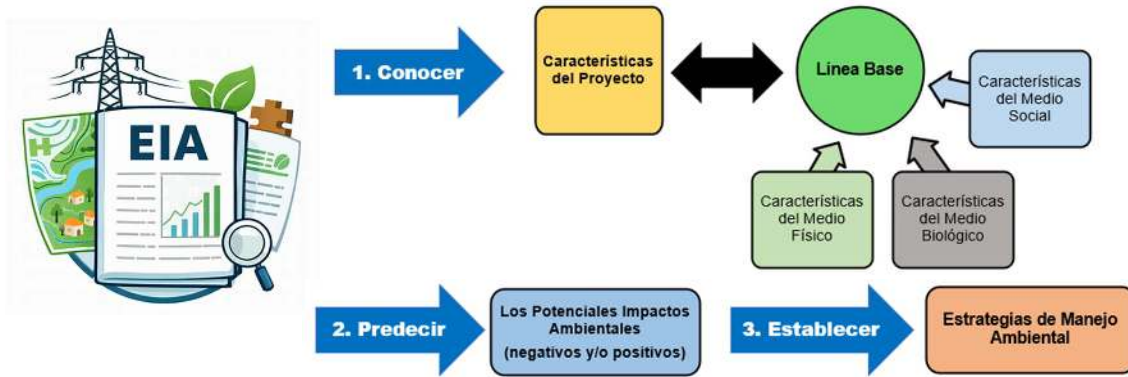 EIA
1. Conocer
Características
del Proyecto
Linea Base
Características
del Medio
Social
Características
del Medio
Físico
Características
del Medio
Biológico
2. Predecir
Los Potenciales Impactos
Ambientales
(negativos y/o positivos)
3. Establecer
Estrategias de Manejo
Ambiental